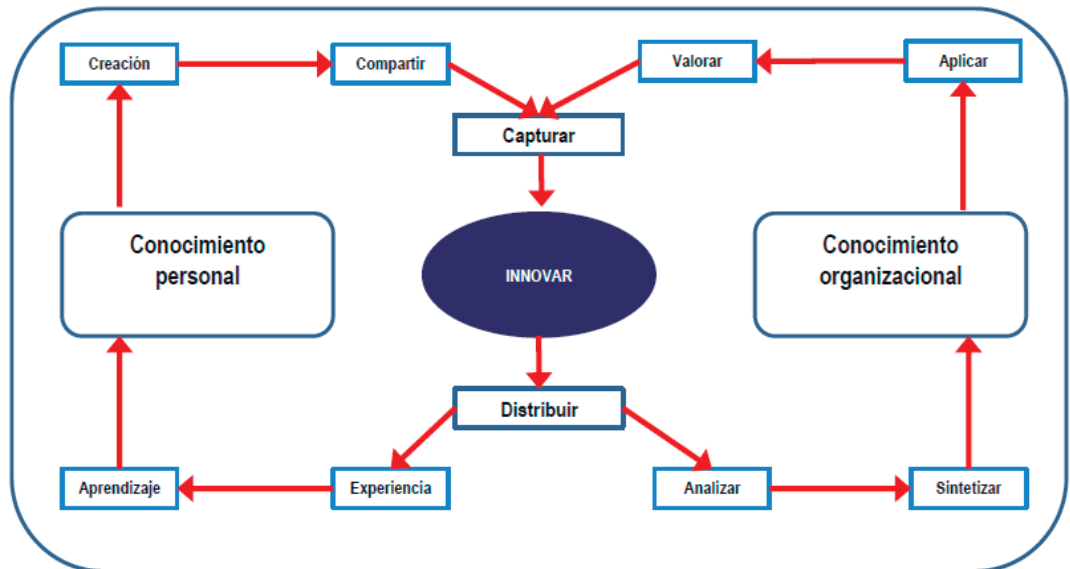 Creación
Compartir
Valorar
Aplicar
Capturar
Conocimiento
personal
INNOVAR
Conocimiento
organizacional
Distribuir
Aprendizaje
Experiencia
Analizar
Sintetizar